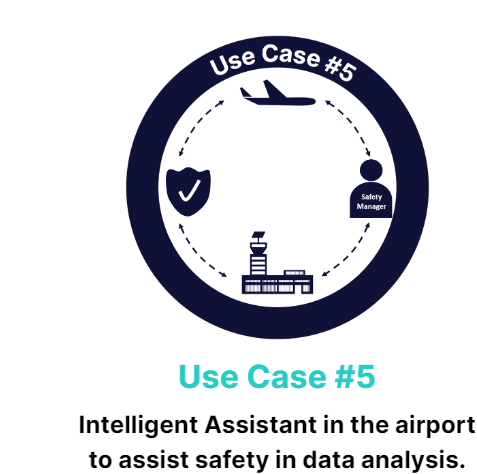 Use Case #5
Safety
Manager
Use Case #5
Intelligent Assistant in the airport
to assist safety in data analysis.